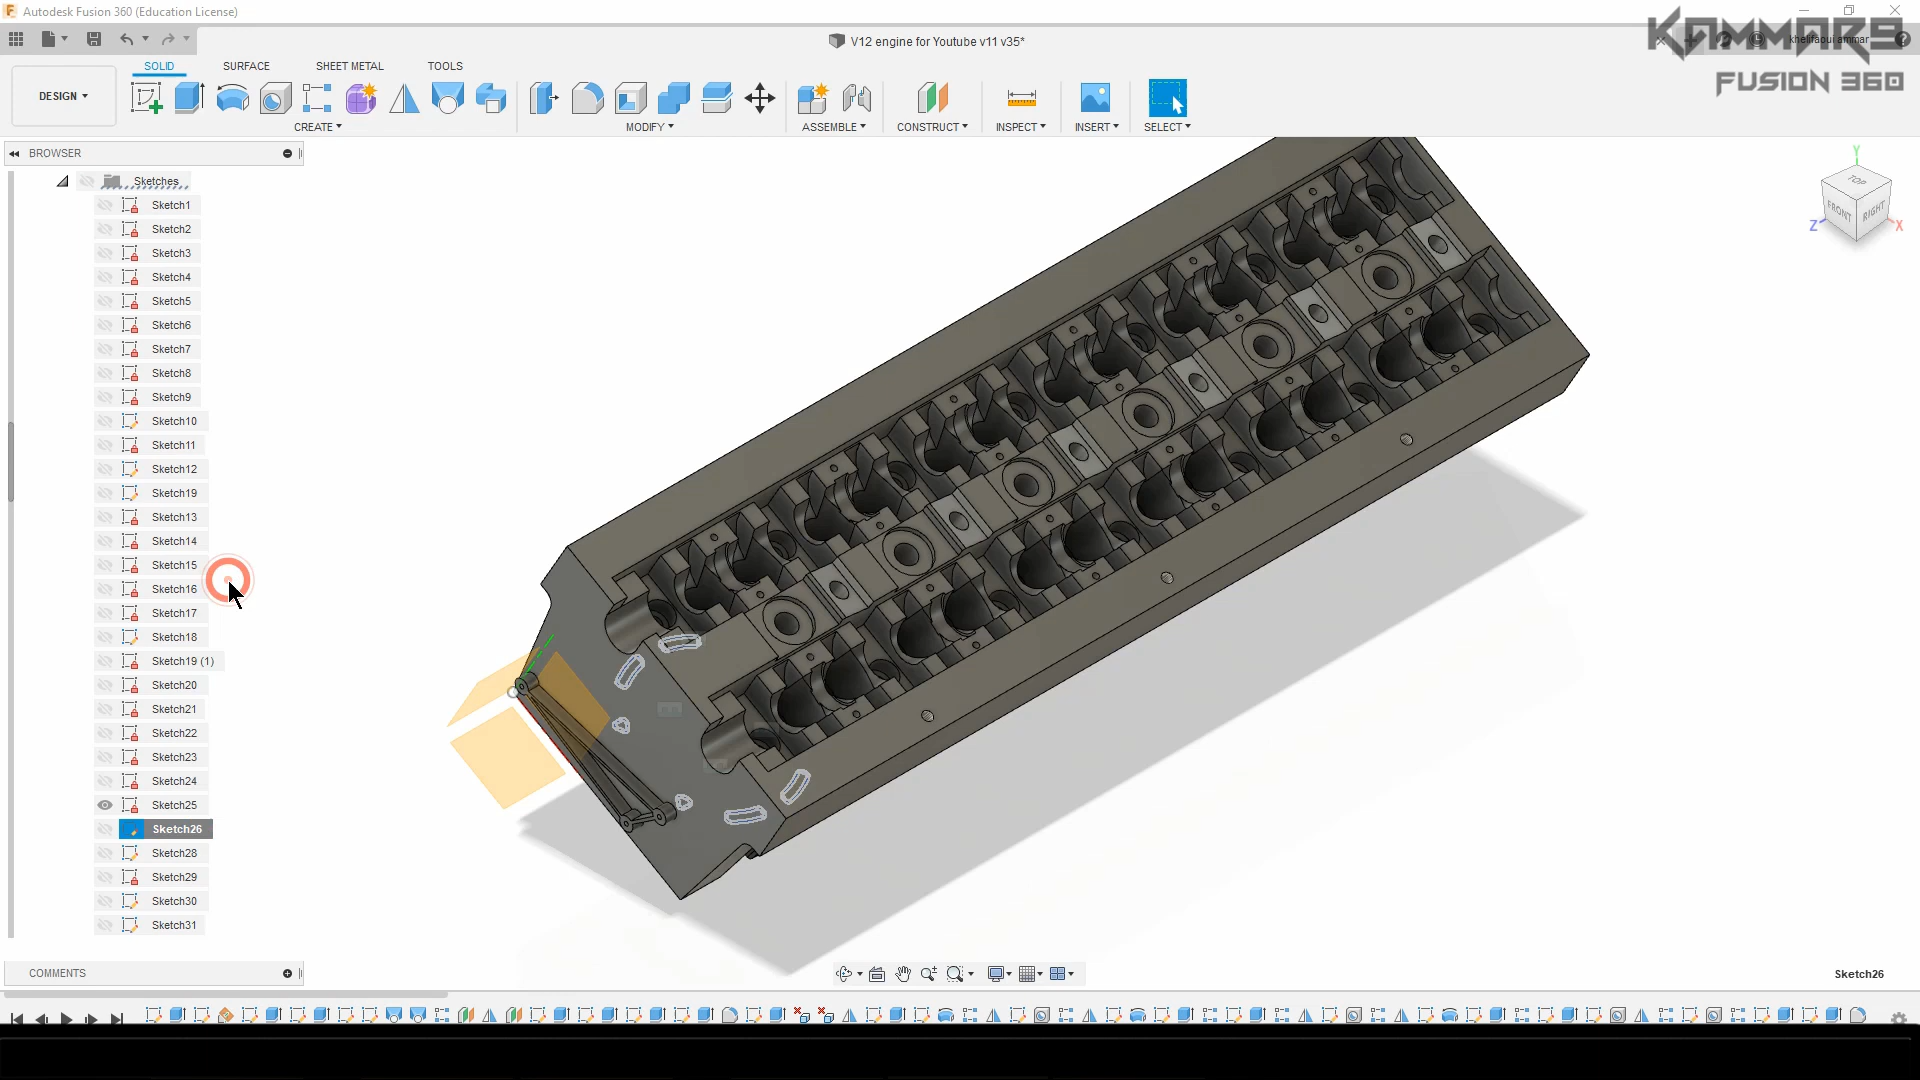 Autodesk Fusion 360 (Education License)
V12 engine for Youtube v11 v35*
khelifaoui ammar
KAMMAR9
FUSION 360
SOLID
SURFACE
SHEET METAL
TOOLS
DESIGN
CREATE
MODIFY
ASSEMBLE
CONSTRUCT
INSPECT
INSERT
SELECT
BROWSER
Sketches
Sketch1
Sketch2
Sketch3
Sketch4
Sketch5
Sketch6
Sketch7
Sketch8
Sketch9
Sketch10
Sketch11
Sketch12
Sketch19
Sketch13
Sketch14
Sketch15
Sketch16
Sketch17
Sketch18
Sketch19 (1)
Sketch20
Sketch21
Sketch22
Sketch23
Sketch24
Sketch25
Sketch26
Sketch28
Sketch29
Sketch30
Sketch31
Y
TOP
FRONT
RIGHT
Z
X
COMMENTS
Sketch26